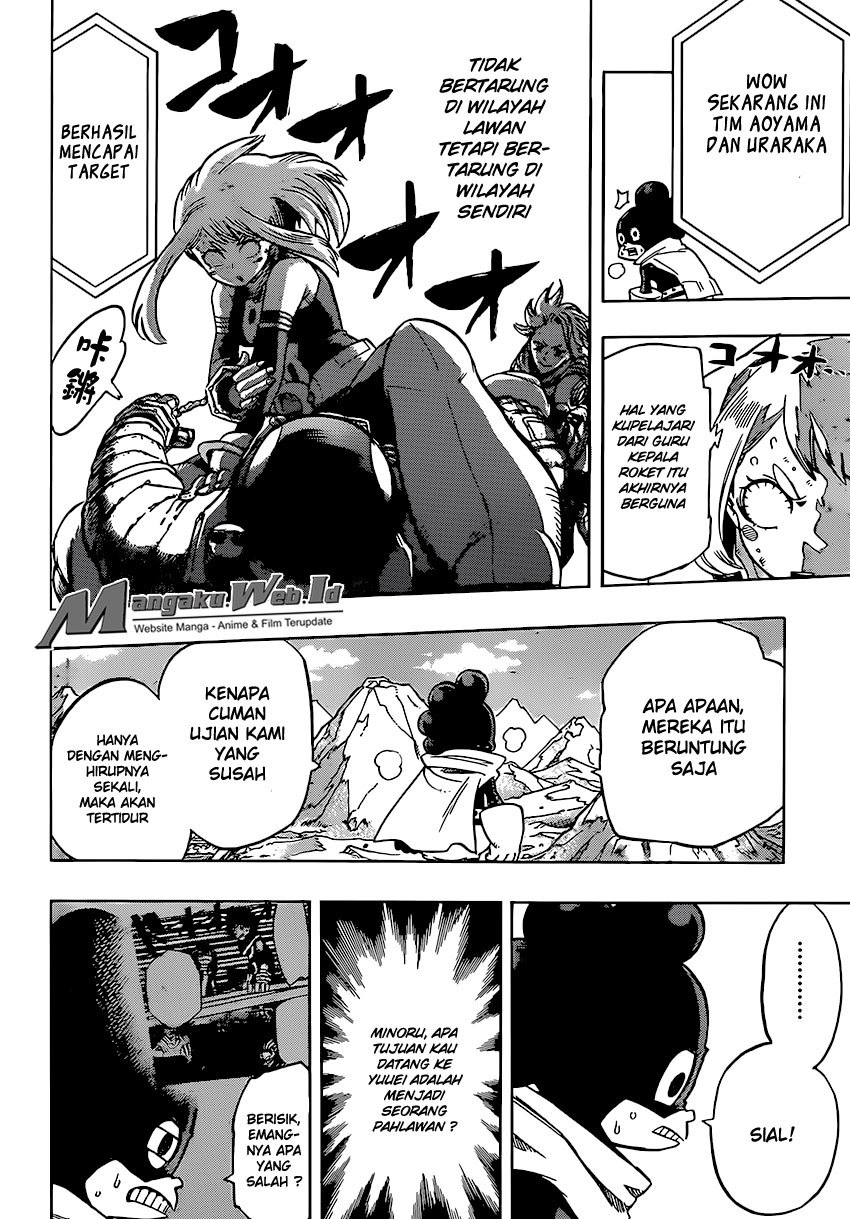 WOW
SEKARANG INI
TIM AOYAMA
DAN URARAKA
TIDAK
BERTARUNG
DI WILAYAH
LAWAN
TETAPI BER-
TARUNG DI
WILAYAH
SENDIRI
BERHASIL
MENCAPAI
TARGET
コオオオオ
咔
鏘
コオオオ
HAL YANG
KUPELAJARI
DARI GURU
KEPALA
ROKET ITU
AKHIRNYA
BERGUNA
Mangaku.Web.Id
Website Manga - Anime & Film Terupdate
APA APAAN,
MEREKA ITU
BERUNTUNG
SAJA
KENAPA
CUMAN
UJIAN KAMI
YANG
SUSAH
HANYA
DENGAN MENG-
HIRUPNYA
SEKALI,
MAKA AKAN
TERTIDUR
..........
SIAL!
MINORU, APA
TUJUAN KAU
DATANG KE
YUUEI ADALAH
MENJADI
SEORANG
PAHLAWAN ?
BERISIK,
EMANG-
NYA APA
YANG
SALAH ?